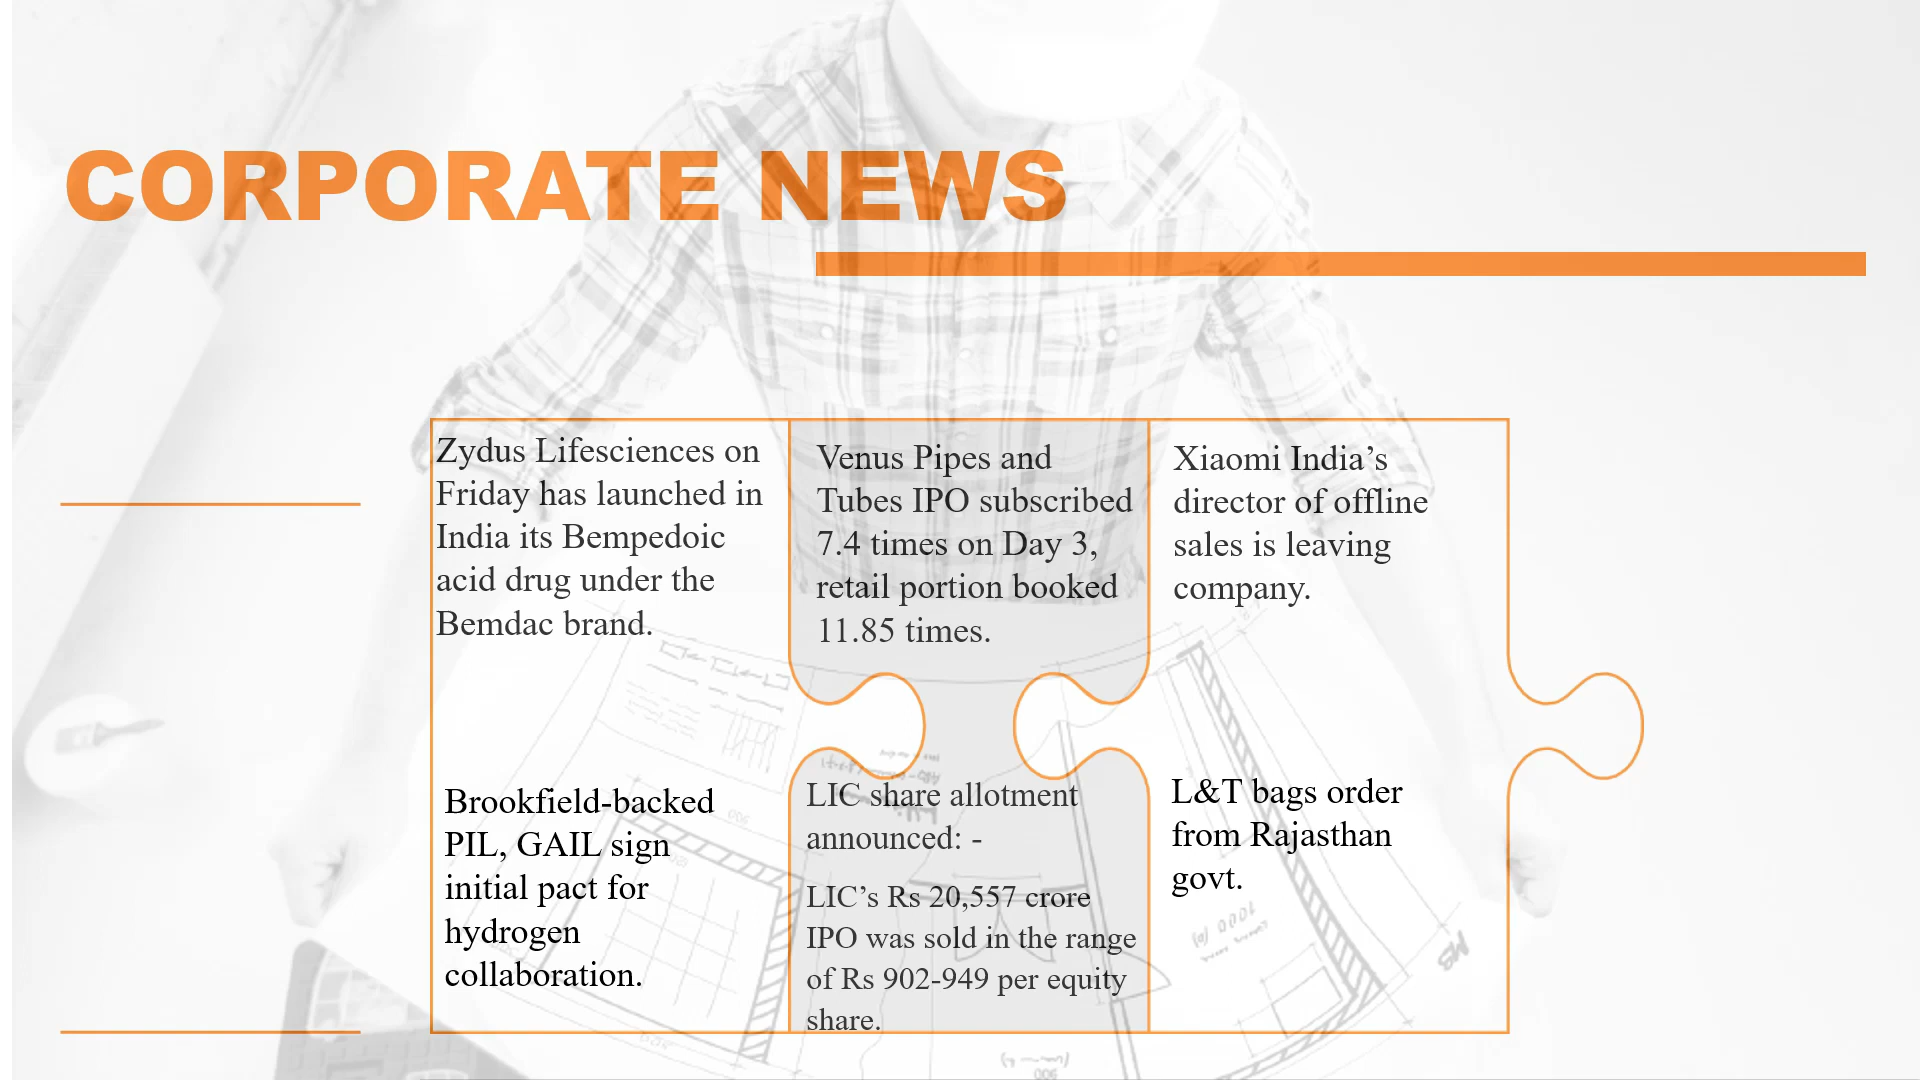 CORPORATE NEWS
Zydus Lifesciences on
Friday has launched in
India its Bempedoic
acid drug under the
Bemdac brand.
Venus Pipes and
Tubes IPO subscribed
7.4 times on Day 3,
retail portion booked
11.85 times.
Xiaomi India’s
director of offline
sales is leaving
company.
Brookfield-backed
PIL, GAIL sign
initial pact for
hydrogen
collaboration.
LIC share allotment
announced: -
LIC’s Rs 20,557 crore
IPO was sold in the range
of Rs 902-949 per equity
share.
L&T bags order
from Rajasthan
govt.